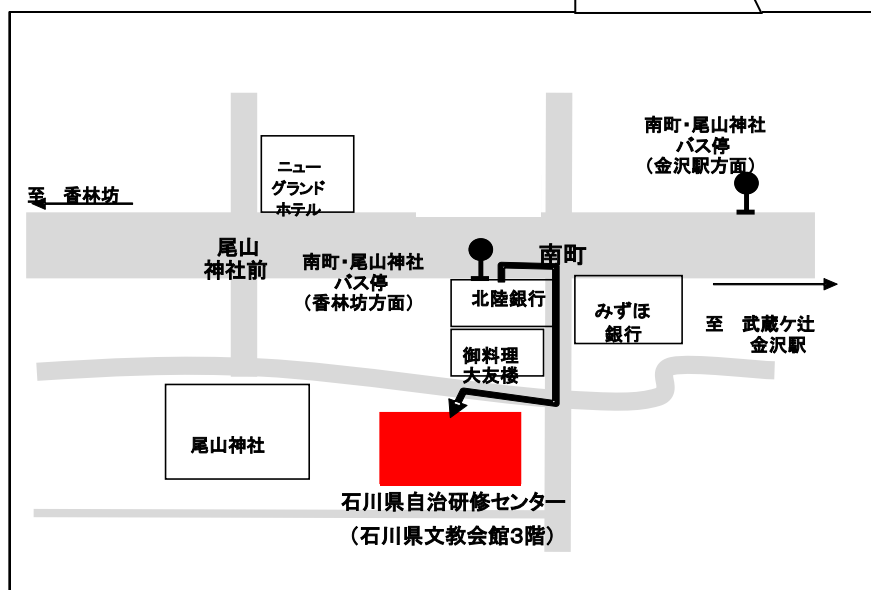 南町・尾山神社
バス停
（金沢駅方面）
ニュー
グランド
ホテル
至　香林坊
尾山
神社前
南町・尾山神社
バス停
（香林坊方面）
南町
北陸銀行
みずほ
銀行
至　武蔵ケ辻
金沢駅
御料理
大友楼
尾山神社
石川県自治研修センター
（石川県文教会館3階）